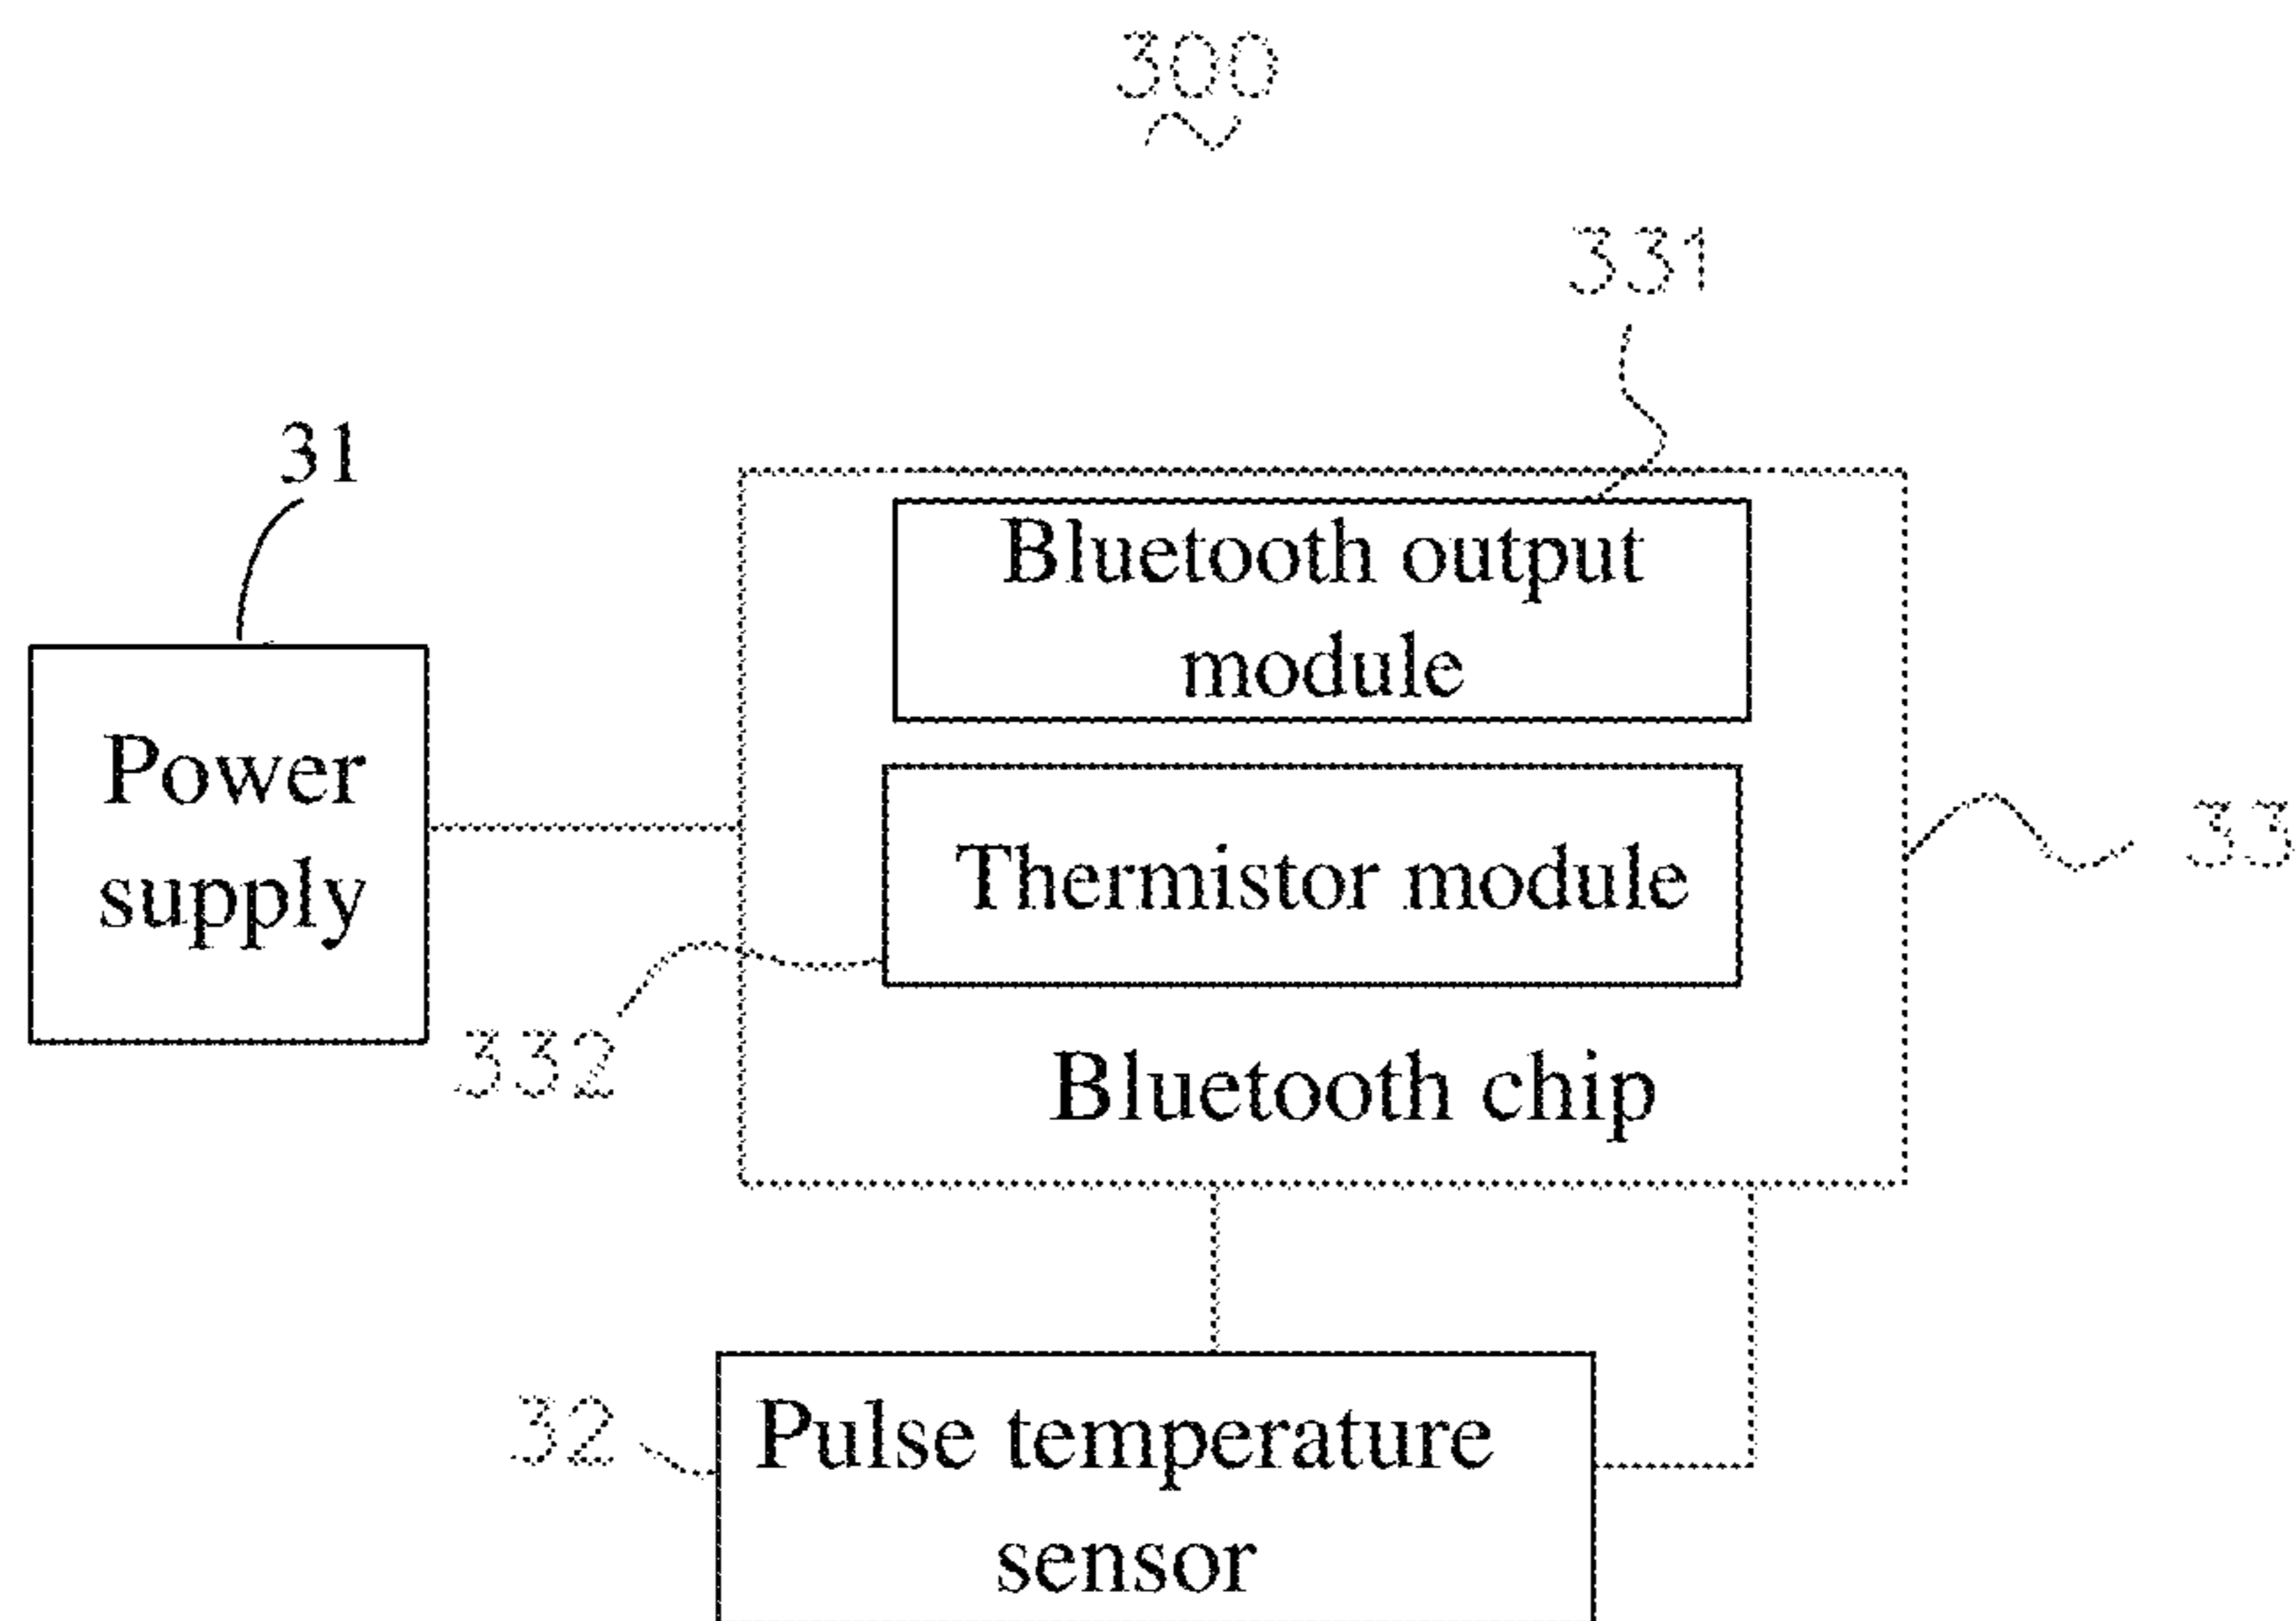 300
331
31
Bluetooth output
module
Power
supply
Thermistor module
33
332
Bluetooth chip
32
Pulse temperature
sensor